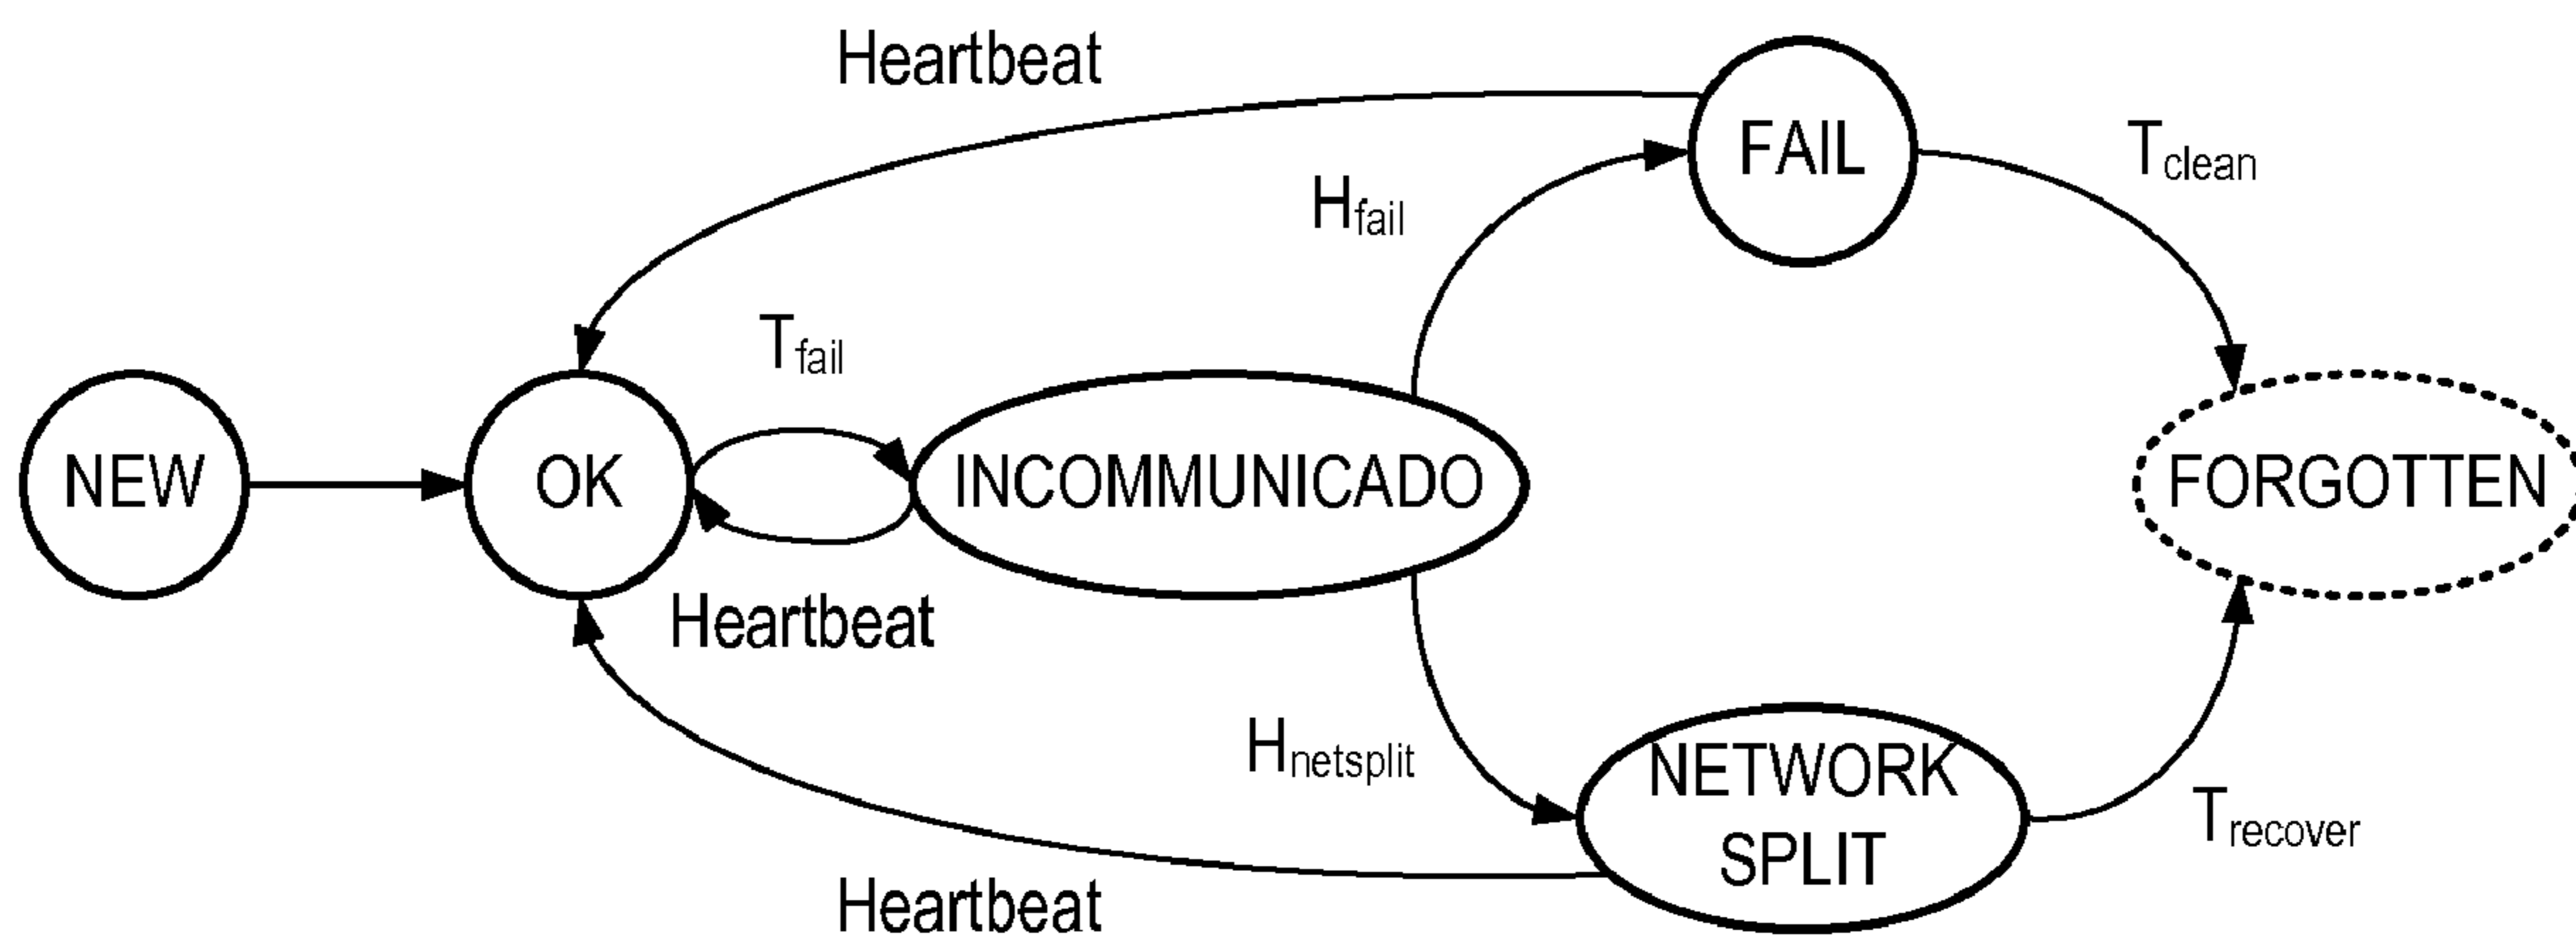 Heartbeat
FAIL
Tclean
Hfail
Tfail
NEW
OK
INCOMMUNICADO
FORGOTTEN
Heartbeat
Hnetsplit
NETWORK
SPLIT
Trecover
Heartbeat